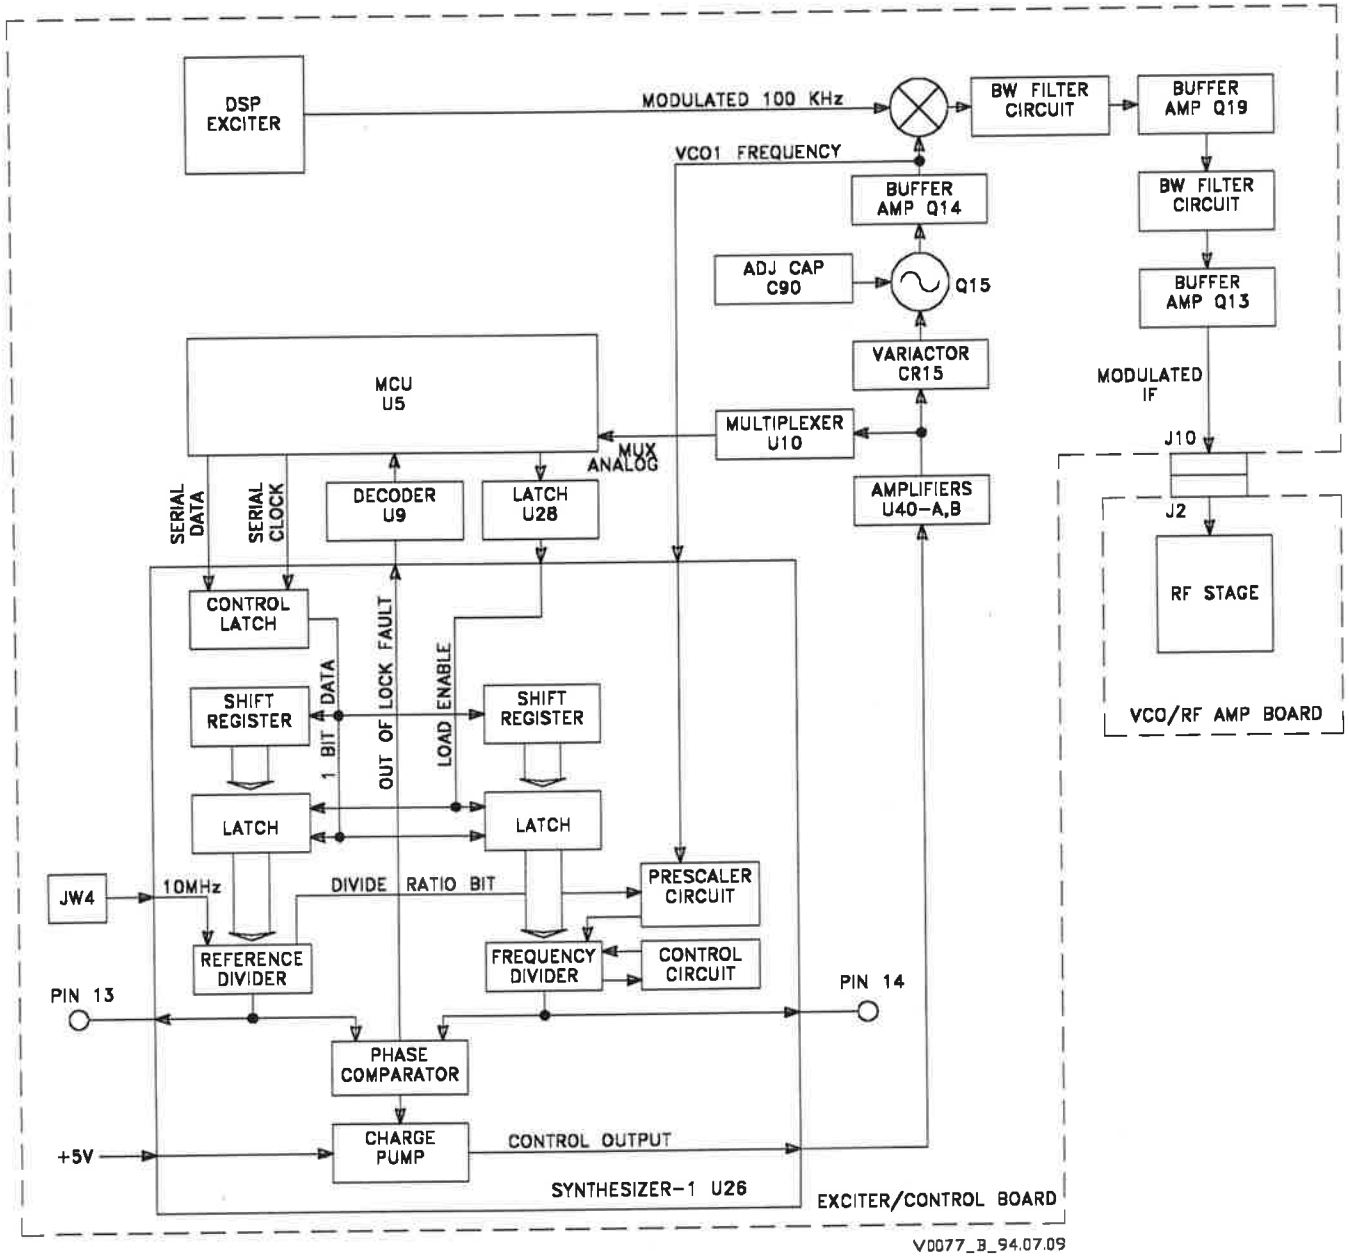 DSP
EXCITER
MODULATED 100 KHz
BW FILTER
CIRCUIT
BUFFER
AMP Q19
VCO1 FREQUENCY
BUFFER
AMP Q14
BW FILTER
CIRCUIT
ADJ CAP
C90
Q15
BUFFER
AMP Q13
MCU
U5
VARIACTOR
CR15
MODULATED
IF
MULTIPLEXER
U10
MUX
ANALOG
J10
SERIAL
DATA
SERIAL
CLOCK
DECODER
U9
LATCH
U28
AMPLIFIERS
U40-A,B
J2
RF STAGE
CONTROL
LATCH
1 BIT DATA
OUT OF LOCK FAULT
LOAD ENABLE
SHIFT
REGISTER
SHIFT
REGISTER
VCO/RF AMP BOARD
LATCH
LATCH
JW4
10MHz
DIVIDE RATIO BIT
PRESCALER
CIRCUIT
REFERENCE
DIVIDER
FREQUENCY
DIVIDER
CONTROL
CIRCUIT
PIN 13
PIN 14
PHASE
COMPARATOR
+5V
CHARGE
PUMP
CONTROL OUTPUT
SYNTHESIZER-1 U26
EXCITER/CONTROL BOARD
VD077_B_94.07.09